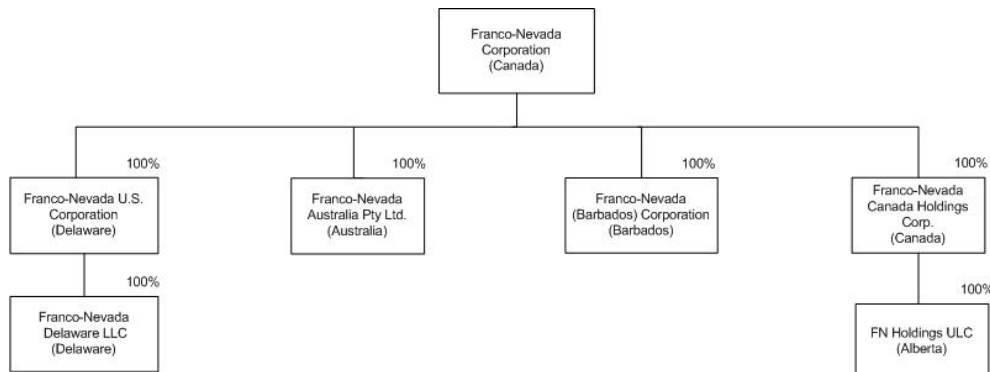 Franco-Nevada
Corporation
(Canada)
100%
100%
100%
100%
Franco-Nevada U.S.
Corporation
(Delaware)
Franco-Nevada
Australia Pty Ltd.
(Australia)
Franco-Nevada
(Barbados) Corporation
(Barbados)
Franco-Nevada
Canada Holdings
Corp.
(Canada)
100%
100%
Franco-Nevada
Delaware LLC
(Delaware)
FN Holdings ULC
(Alberta)